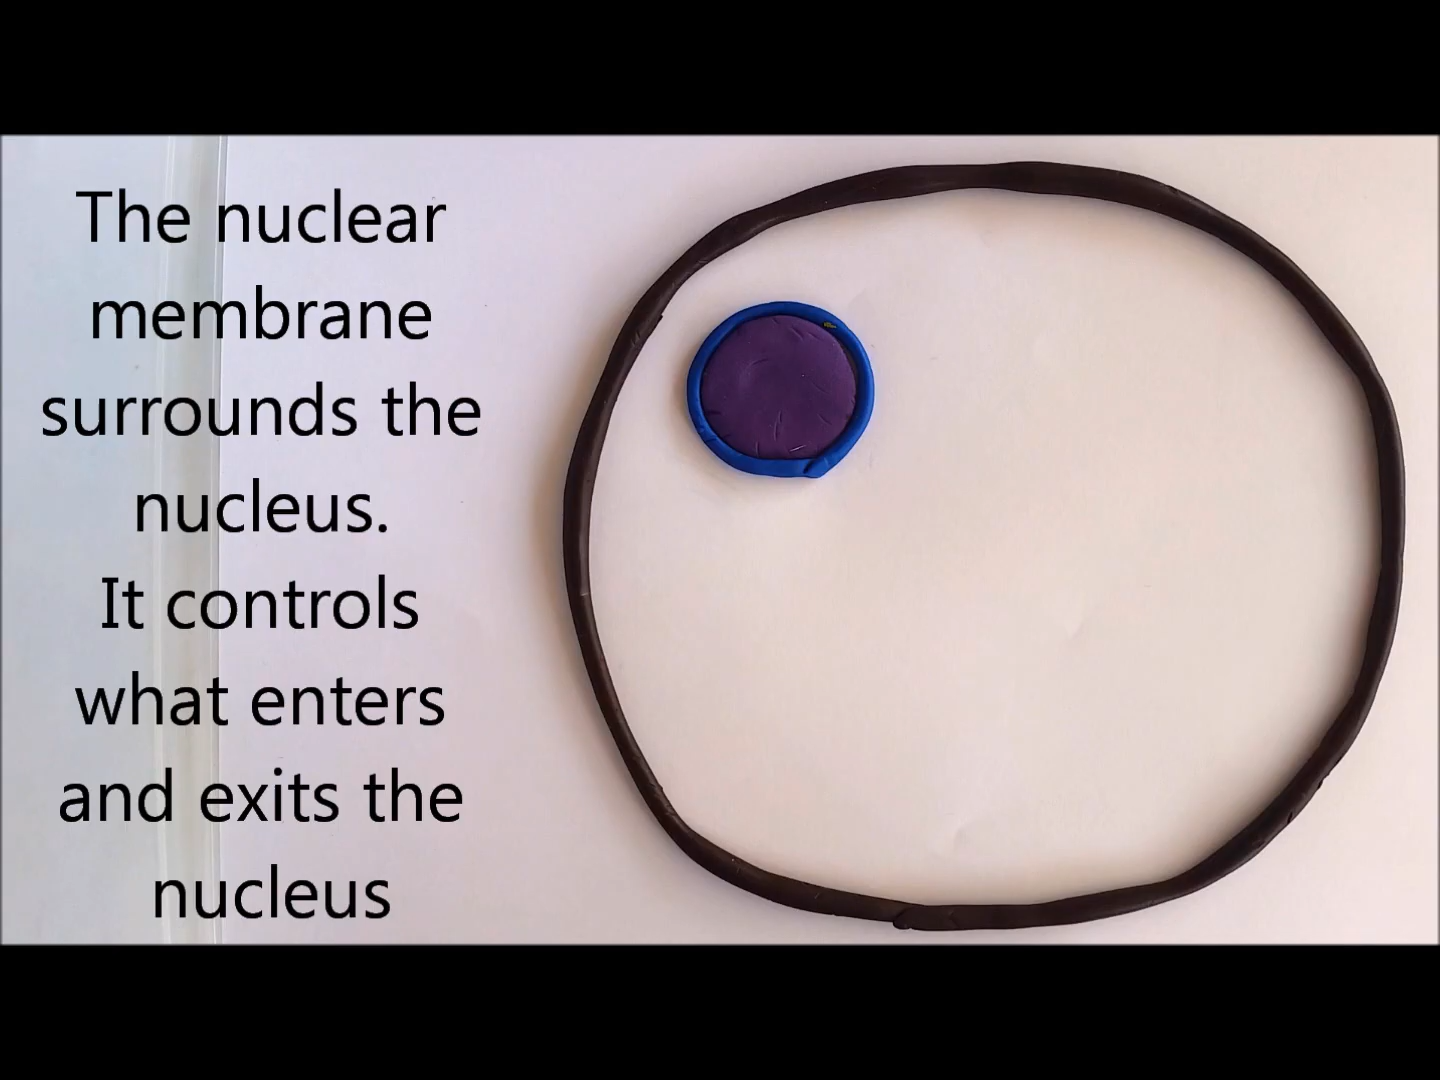 The nuclear
membrane
surrounds the
nucleus.
It controls
what enters
and exits the
nucleus